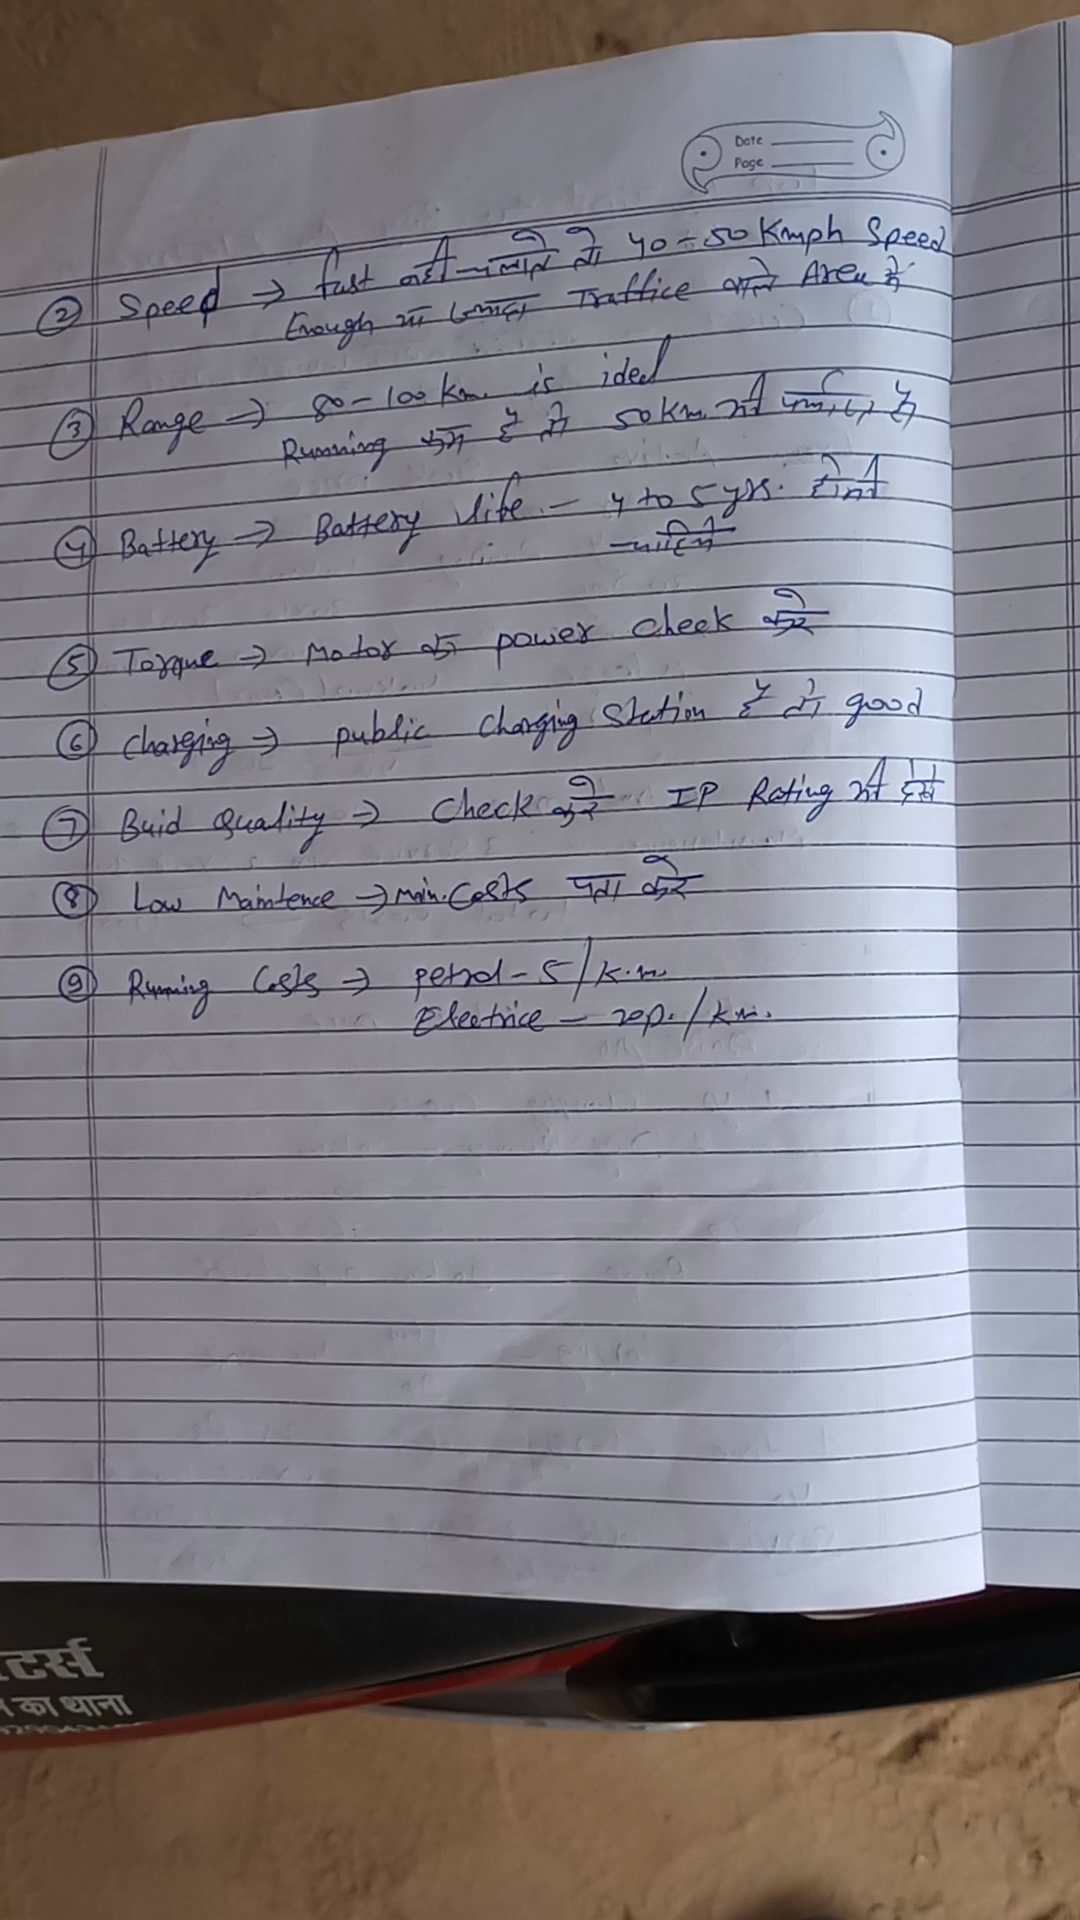 Date
Page
② Speed → fast नही चलाते तो 40-50 Kmph Speed
Enough या ज्यादा Traffice वाले Area में
③ Range → 80-100 Km. is ideal
Running कम है तो 50 Km. भी पर्याप्त है
④ Battery → Battery life - 4 to 5 yrs. होनी
चाहिये
⑤ Torque → Motor की power check करे
⑥ Charging → public Charging Station है तो good
⑦ Buid Quality → Check करे IP Rating भी देखे
⑧ Low Maintence → Main. Costs पता करे
⑨ Running Costs → petrol - 5/K.m.
Electrice - /km.
टर्स
का थाना